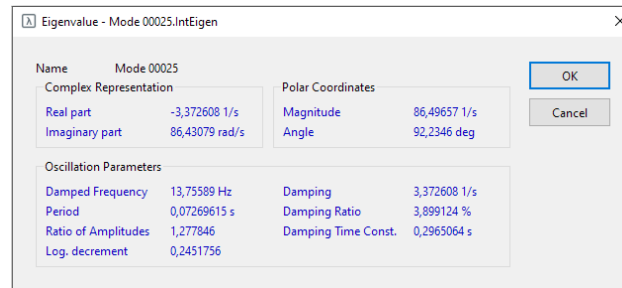 Eigenvalue - Mode 00025.IntEigen
Name Mode 00025
Complex Representation
Real part -3,372608 1/s
Imaginary part 86,43079 rad/s
Polar Coordinates
Magnitude 86,49657 1/s
Angle 92,2346 deg
OK
Cancel
Oscillation Parameters
Damped Frequency 13,75589 Hz
Period 0,07269615 s
Ratio of Amplitudes 1,277846
Log. decrement 0,2451756
Damping 3,372608 1/s
Damping Ratio 3,899124 %
Damping Time Const. 0,2965064 s